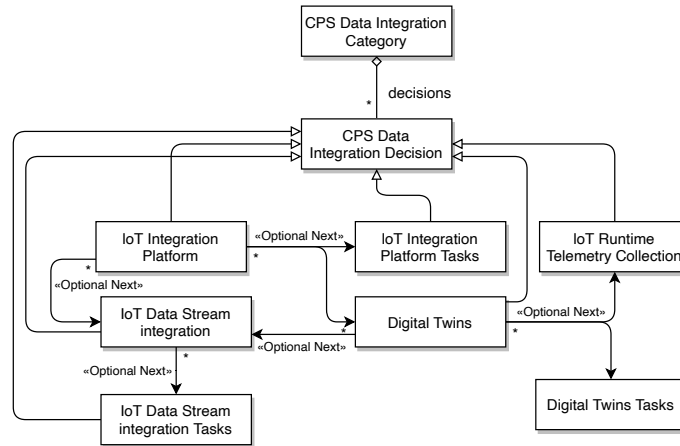 CPS Data Integration
Category
decisions
*
CPS Data
Integration Decision
IoT Integration
Platform
«Optional Next»
*
IoT Integration
Platform Tasks
IoT Runtime
Telemetry Collection
*
«Optional Next»
IoT Data Stream
integration
Digital Twins
*
«Optional Next»
«Optional Next»
*
*
«Optional Next»
IoT Data Stream
integration Tasks
Digital Twins Tasks